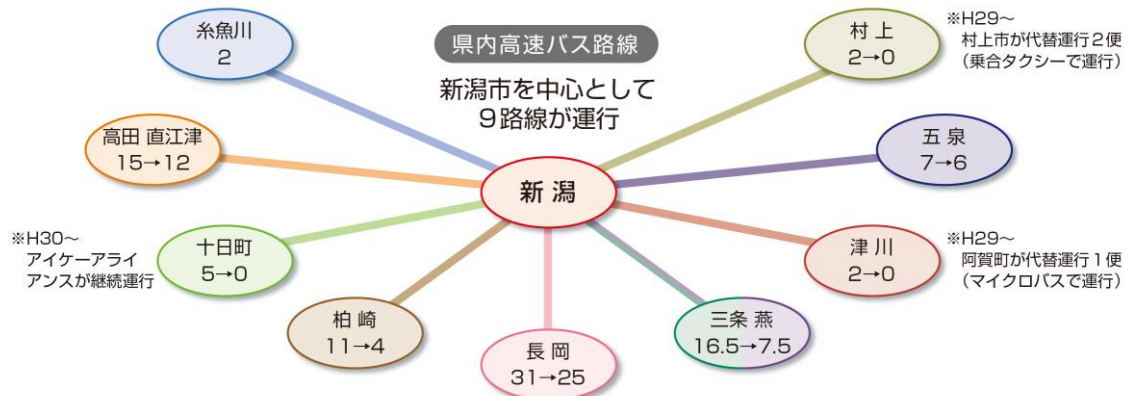 県内高速バス路線
新潟市を中心として
９路線が運行
新 潟
糸魚川
2
高田 直江津
15→12
※H30～
アイケーアライ
アンスが継続運行
十日町
5→0
柏 崎
11→4
長 岡
31→25
三条 燕
16.5→7.5
津 川
2→0
※H29～
阿賀町が代替運行１便
（マイクロバスで運行）
五 泉
7→6
村 上
2→0
※H29～
村上市が代替運行２便
（乗合タクシーで運行）